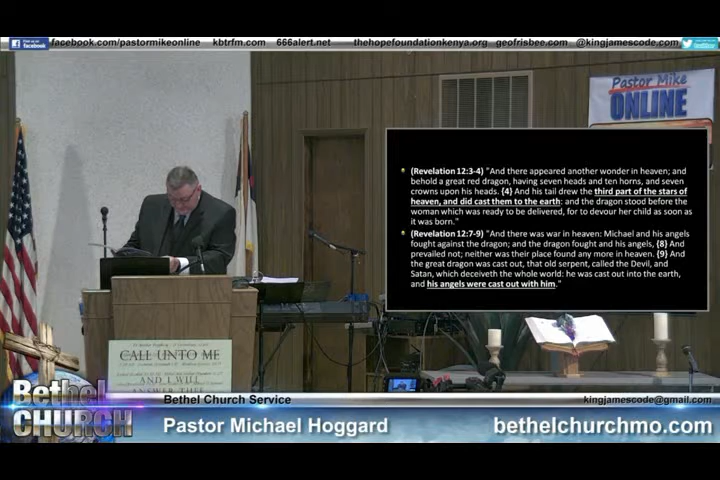 facebook.com/pastormikeonline kbtrfm.com 666alert.net thehopefoundationkenya.org geofrisbee.com @kingjamescode.com
Pastor Mike
ONLINE
(Revelation 12:3-4) "And there appeared another wonder in heaven; and
behold a great red dragon, having seven heads and ten horns, and seven
crowns upon his heads. {4} And his tail drew the third part of the stars of
heaven, and did cast them to the earth: and the dragon stood before the
woman which was ready to be delivered, for to devour her child as soon as
it was born."
(Revelation 12:7-9) "And there was war in heaven: Michael and his angels
fought against the dragon; and the dragon fought and his angels, {8} And
prevailed not; neither was their place found any more in heaven. {9} And
the great dragon was cast out, that old serpent, called the Devil, and
Satan, which deceiveth the whole world: he was cast out into the earth,
and his angels were cast out with him."
CALL UNTO ME
AND I WILL
ANSWER THEE
Bethel
CHURCH
Bethel Church Service
kingjamescode@gmail.com
Pastor Michael Hoggard
bethelchurchmo.com